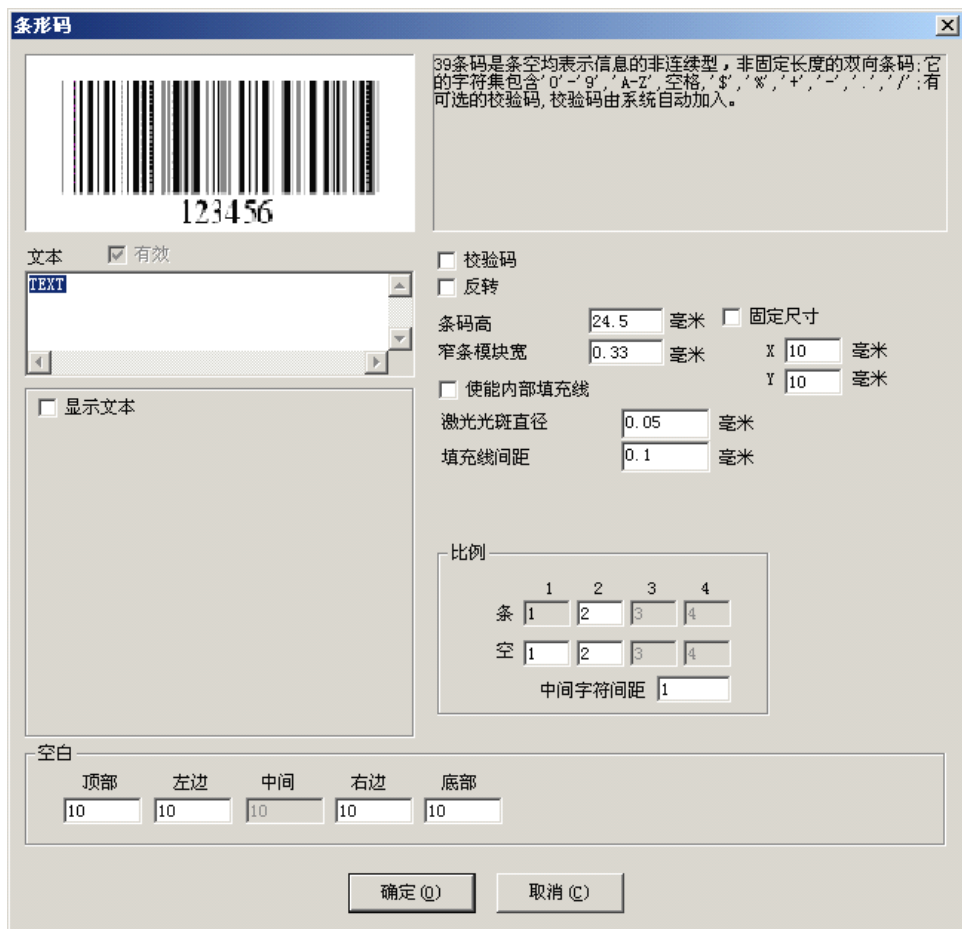 条形码
39条码是条空均表示信息的非连续型，非固定长度的双向条码;它
的字符集包含'0'-'9','A-Z',空格,'$','%','+','-','.','/';有
可选的校验码,校验码由系统自动加入。
123456
文本 有效
TEXT
校验码
反转
条码高 24.5 毫米 固定尺寸
窄条模块宽 0.33 毫米 X 10 毫米
Y 10 毫米
使能内部填充线
显示文本
激光光斑直径 0.05 毫米
填充线间距 0.1 毫米
比例
1 2 3 4
条 1 2 3 4
空 1 2 3 4
中间字符间距 1
空白
顶部 左边 中间 右边 底部
10 10 10 10 10
确定(O) 取消(C)